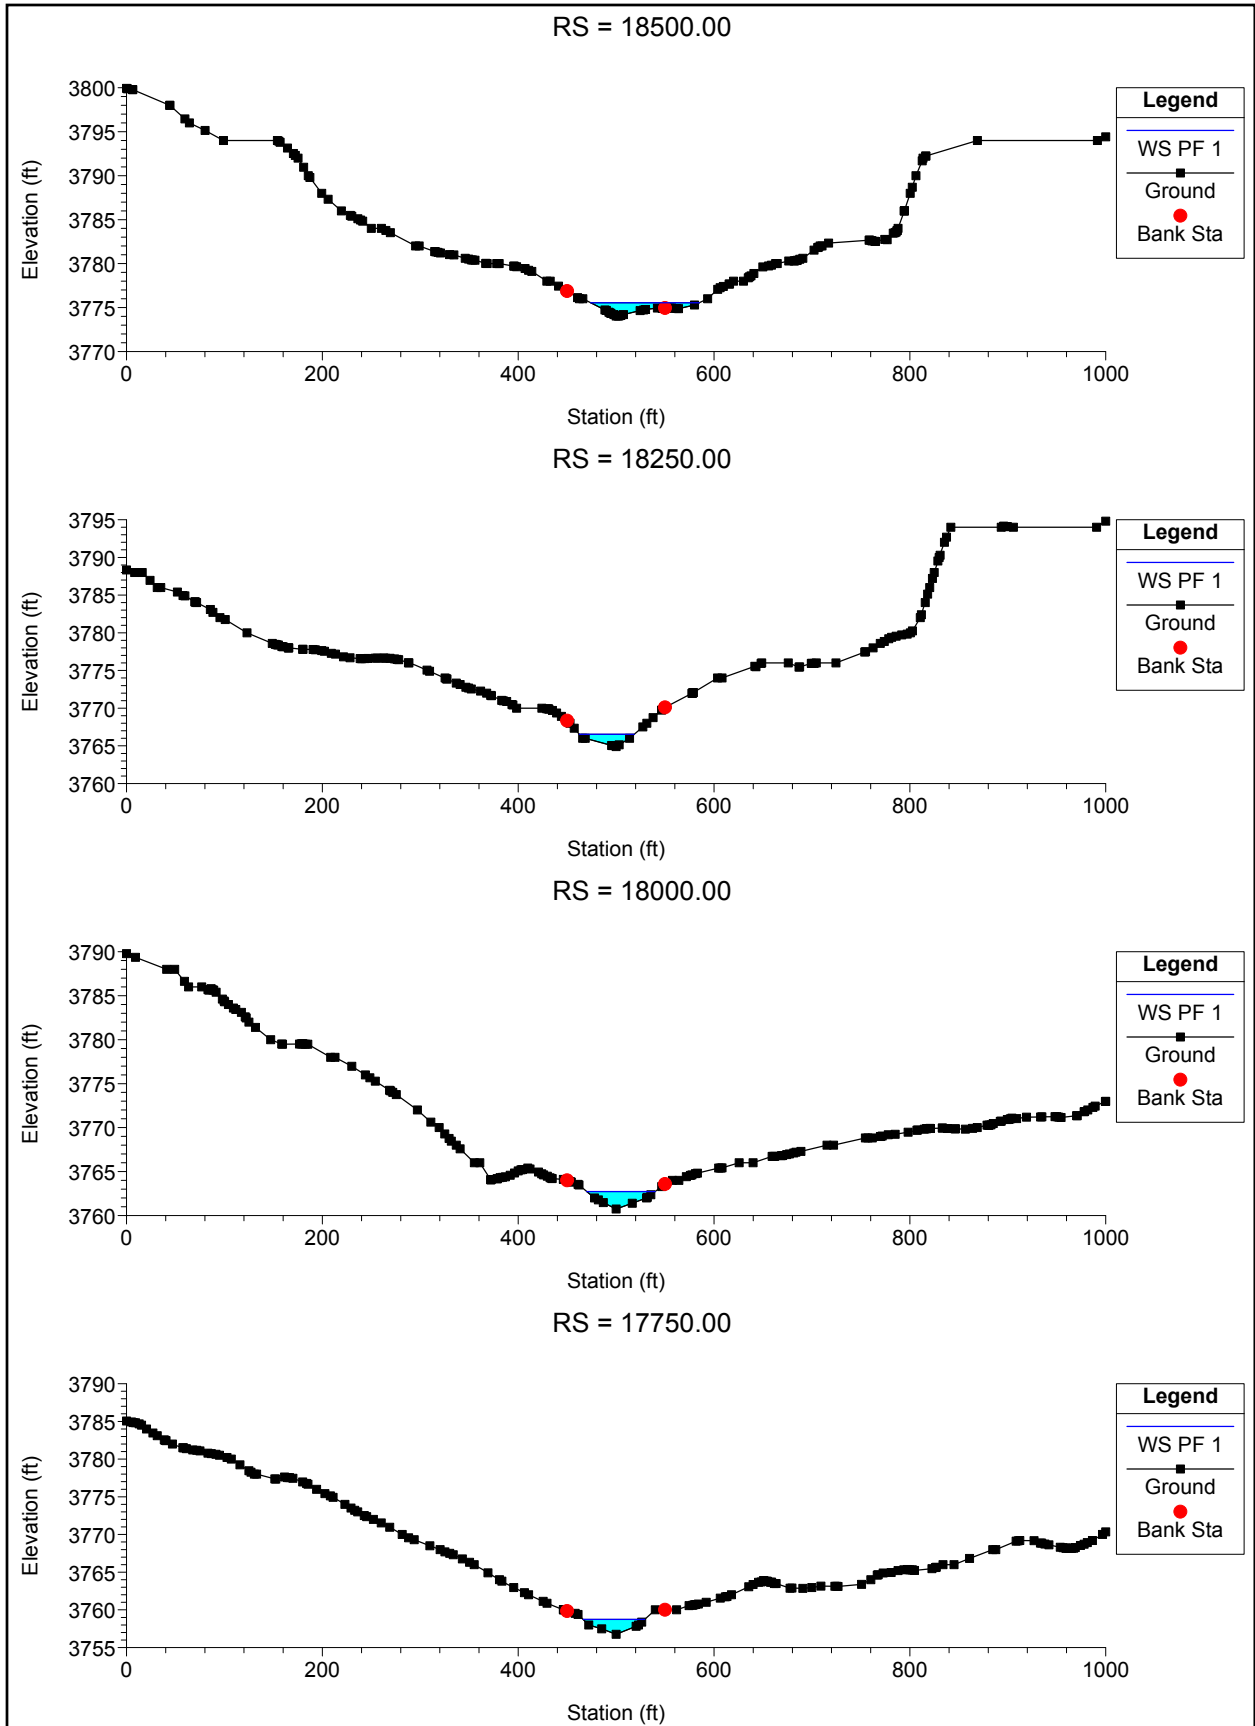 RS = 18500.00
3800
3795
3790
3785
3780
3775
3770
Elevation (ft)
0 200 400 600 800 1000
Station (ft)
Legend
WS PF 1
Ground
Bank Sta
RS = 18250.00
3795
3790
3785
3780
3775
3770
3765
3760
Elevation (ft)
0 200 400 600 800 1000
Station (ft)
Legend
WS PF 1
Ground
Bank Sta
RS = 18000.00
3790
3785
3780
3775
3770
3765
3760
Elevation (ft)
0 200 400 600 800 1000
Station (ft)
Legend
WS PF 1
Ground
Bank Sta
RS = 17750.00
3790
3785
3780
3775
3770
3765
3760
3755
Elevation (ft)
0 200 400 600 800 1000
Station (ft)
Legend
WS PF 1
Ground
Bank Sta